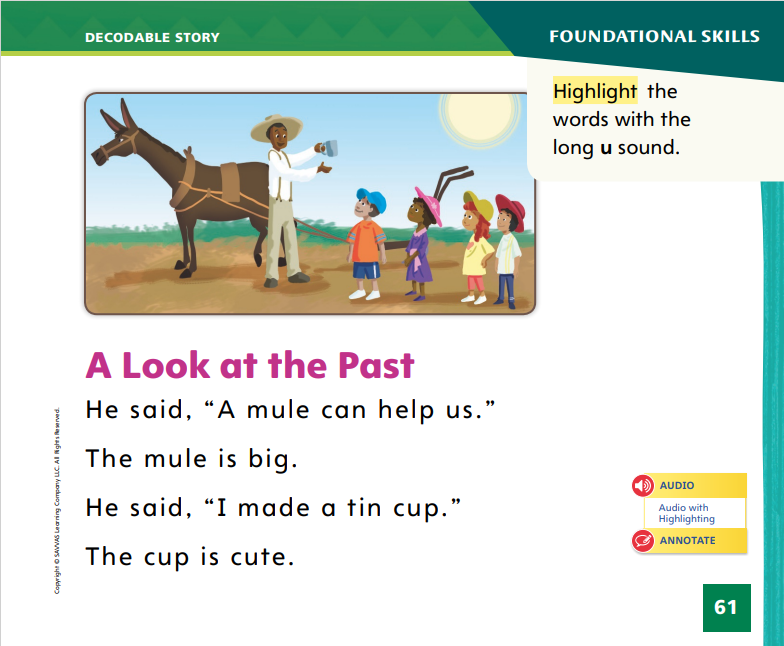 DECODABLE STORY
FOUNDATIONAL SKILLS
Highlight the
words with the
long u sound.
A Look at the Past
He said, “A mule can help us.”
The mule is big.
He said, “I made a tin cup.”
The cup is cute.
Copyright © SAVVAS Learning Company LLC. All Rights Reserved.
AUDIO
Audio with
Highlighting
ANNOTATE
61